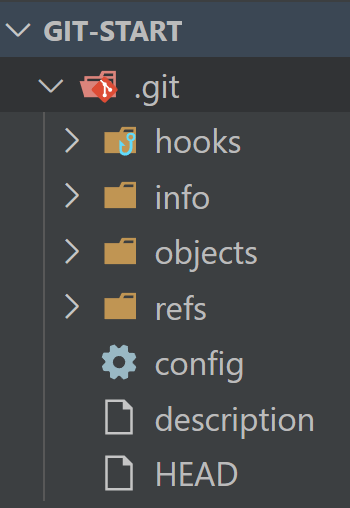 GIT-START
.git
hooks
info
objects
refs
config
description
HEAD